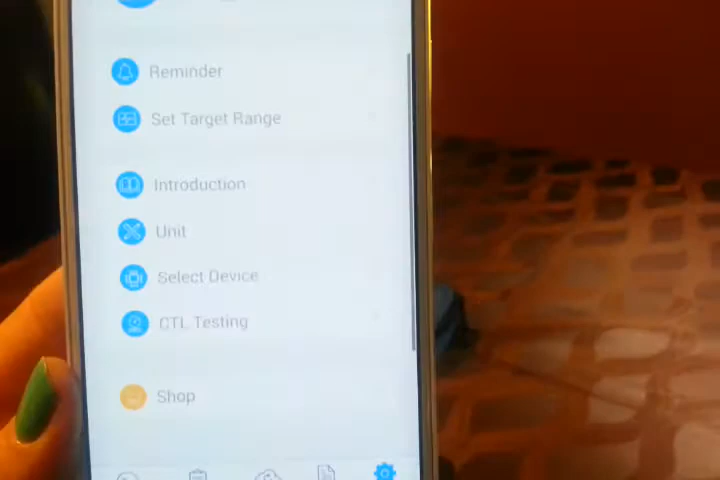 Reminder
Set Target Range
Introduction
Unit
Select Device
CTL Testing
Shop